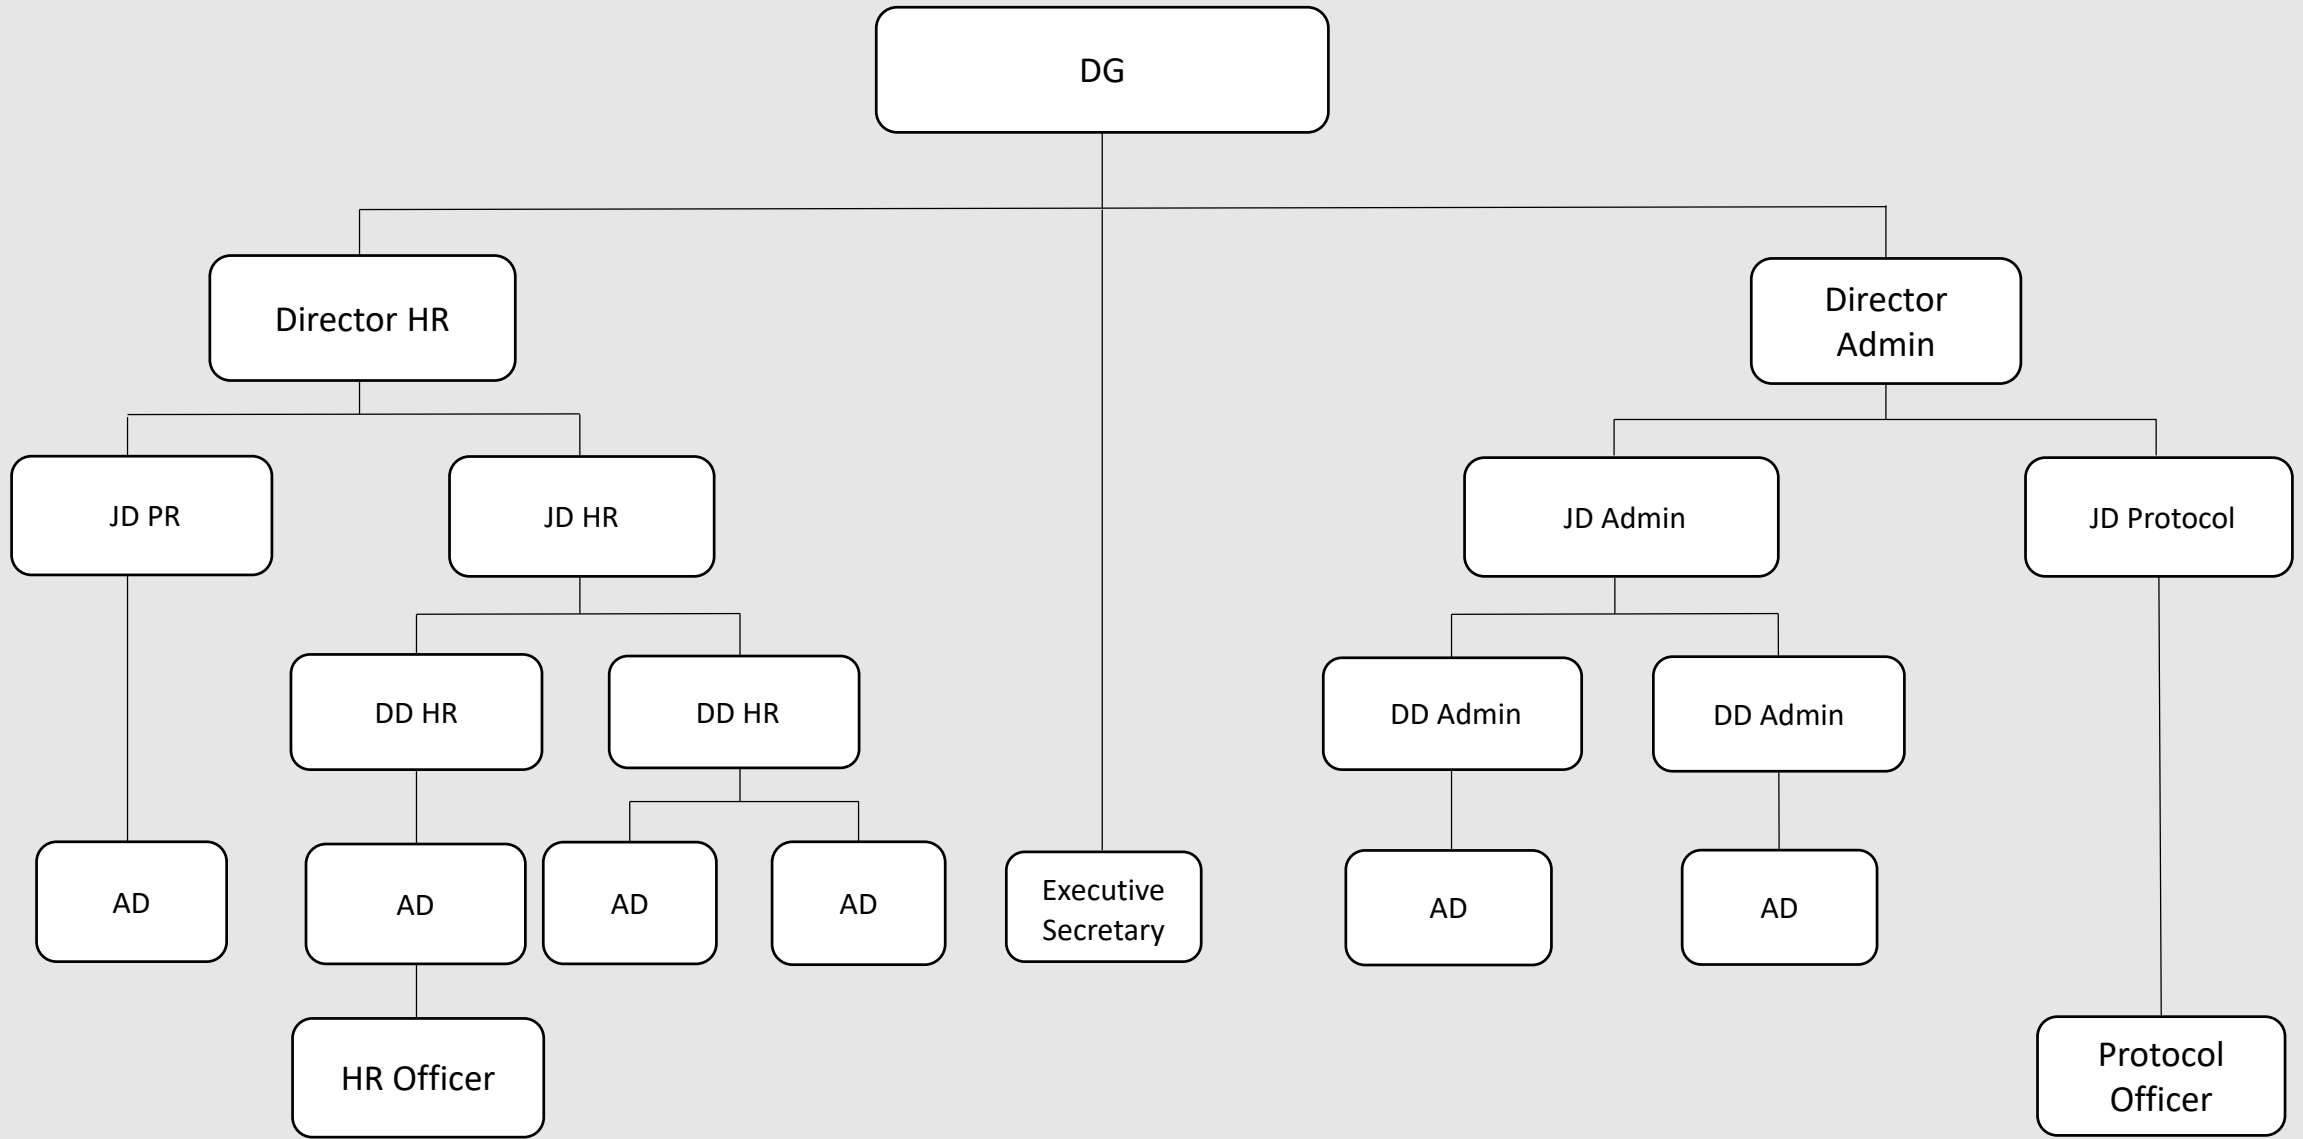 DG
Director HR
Director
Admin
JD PR
JD HR
JD Admin
JD Protocol
DD HR
DD HR
DD Admin
DD Admin
AD
AD
AD
AD
Executive
Secretary
AD
AD
HR Officer
Protocol
Officer